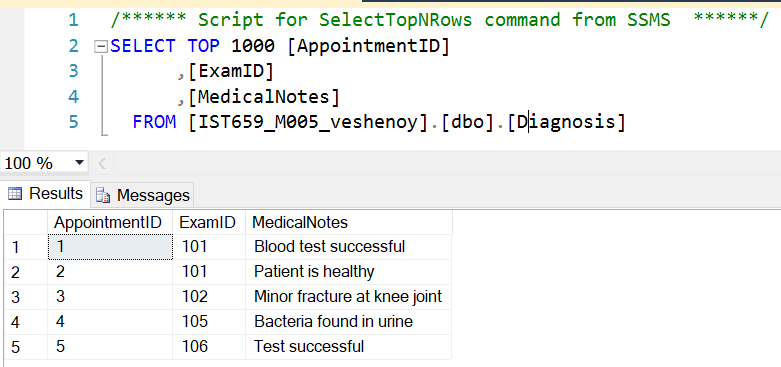 1 /****** Script for SelectTopNRows command from SSMS  ******/
2 SELECT TOP 1000 [AppointmentID]
3       ,[ExamID]
4       ,[MedicalNotes]
5   FROM [IST659_M005_veshenoy].[dbo].[Diagnosis]
100 %
Results Messages
AppointmentID ExamID MedicalNotes
1 1 101 Blood test successful
2 2 101 Patient is healthy
3 3 102 Minor fracture at knee joint
4 4 105 Bacteria found in urine
5 5 106 Test successful